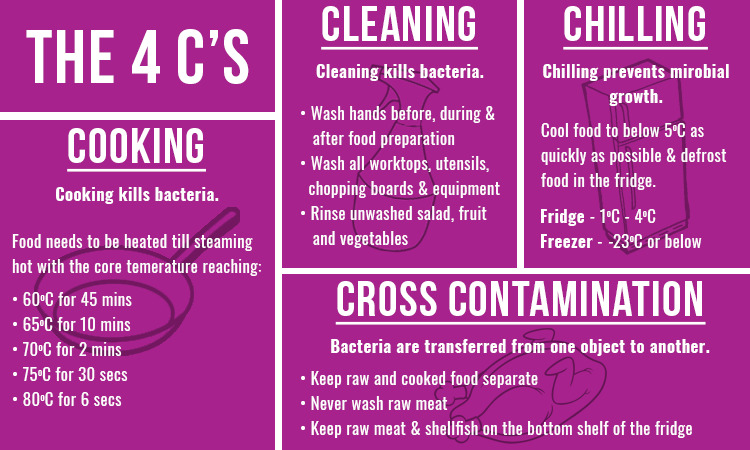 THE 4 C'S
COOKING
Cooking kills bacteria.
Food needs to be heated till steaming
hot with the core temerature reaching:
• 60ºC for 45 mins
• 65ºC for 10 mins
• 70ºC for 2 mins
• 75ºC for 30 secs
• 80ºC for 6 secs
CLEANING
Cleaning kills bacteria.
• Wash hands before, during &
after food preparation
• Wash all worktops, utensils,
chopping boards & equipment
• Rinse unwashed salad, fruit
and vegetables
CHILLING
Chilling prevents mirobial
growth.
Cool food to below 5ºC as
quickly as possible & defrost
food in the fridge.
Fridge - 1ºC - 4ºC
Freezer - -23ºC or below
CROSS CONTAMINATION
Bacteria are transferred from one object to another.
• Keep raw and cooked food separate
• Never wash raw meat
• Keep raw meat & shellfish on the bottom shelf of the fridge